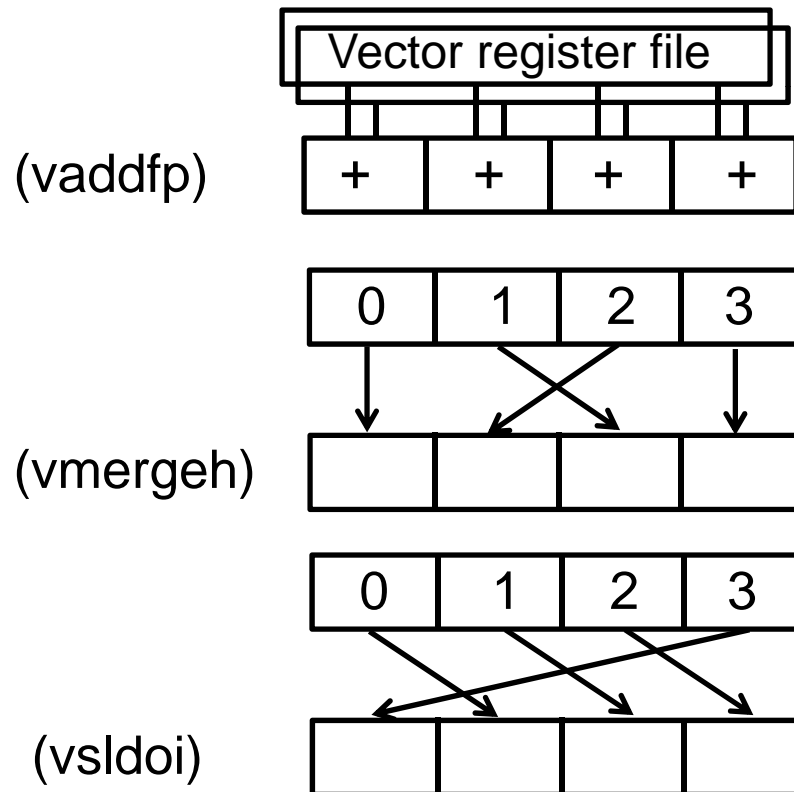 Vector register file
(vaddfp) + + + +
0 1 2 3
(vmergeh)
0 1 2 3
(vsldoi)